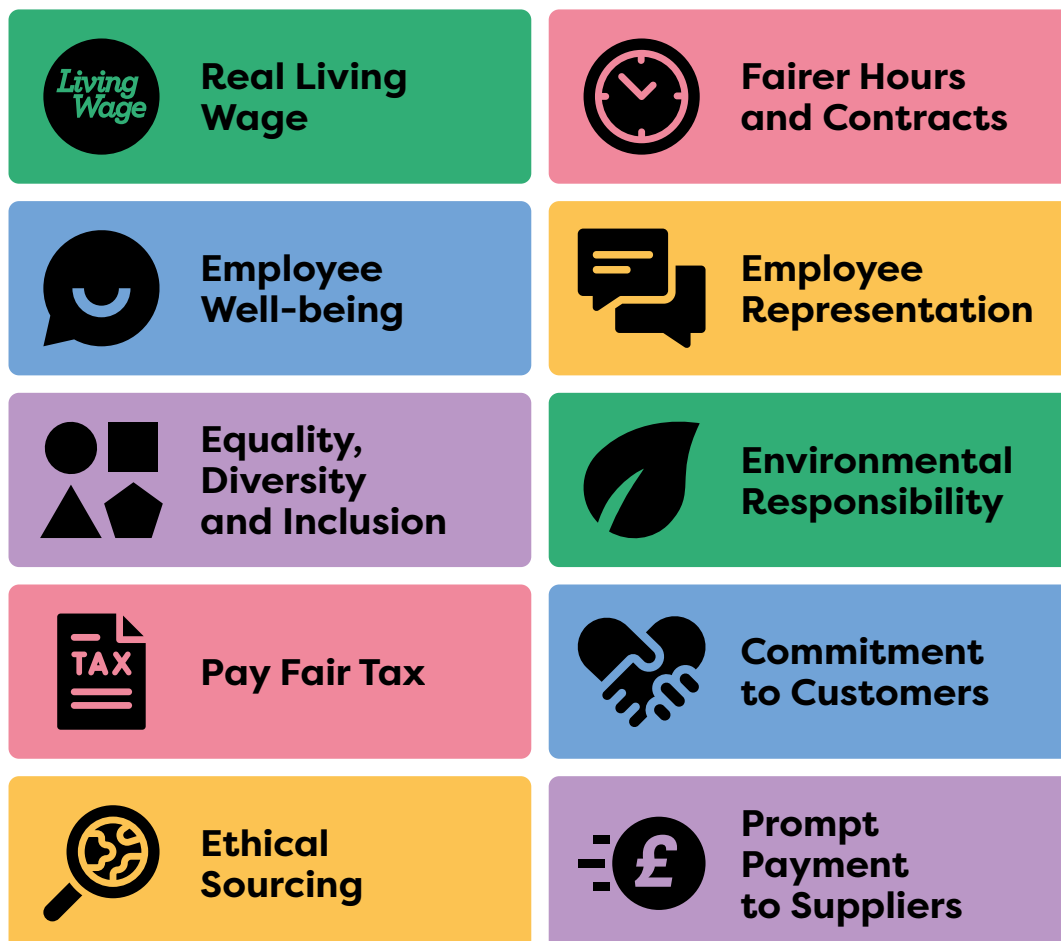 Living
Wage
Real Living
Wage
Fairer Hours
and Contracts
Employee
Well-being
Employee
Representation
Equality,
Diversity
and Inclusion
Environmental
Responsibility
TAX
Pay Fair Tax
Commitment
to Customers
Ethical
Sourcing
£
Prompt
Payment
to Suppliers